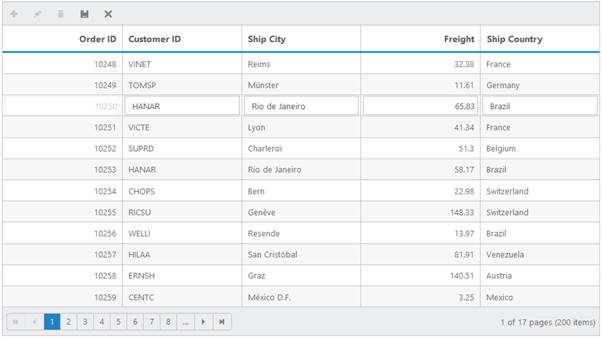 Order ID Customer ID Ship City Freight Ship Country
10248 VINET Reims 32.38 France
10249 TOMSP Münster 11.61 Germany
10250 HANAR Rio de Janeiro 65.83 Brazil
10251 VICTE Lyon 41.34 France
10252 SUPRD Charleroi 51.3 Belgium
10253 HANAR Rio de Janeiro 58.17 Brazil
10254 CHOPS Bern 22.98 Switzerland
10255 RICSU Genève 148.33 Switzerland
10256 WELLI Resende 13.97 Brazil
10257 HILAA San Cristóbal 81.91 Venezuela
10258 ERNSH Graz 140.51 Austria
10259 CENTC México D.F. 3.25 Mexico
1 2 3 4 5 6 7 8 ... 1 of 17 pages (200 items)